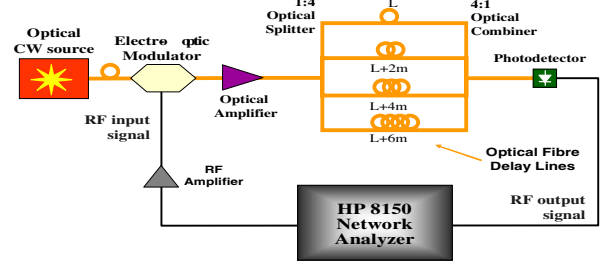 Optical
CW source
Electro optic
Modulator
1:4
Optical
Splitter
L
4:1
Optical
Combiner
Photodetector
L+2m
L+4m
L+6m
Optical
Amplifier
RF input
signal
Optical Fibre
Delay Lines
RF
Amplifier
HP 8150
Network
Analyzer
RF output
signal